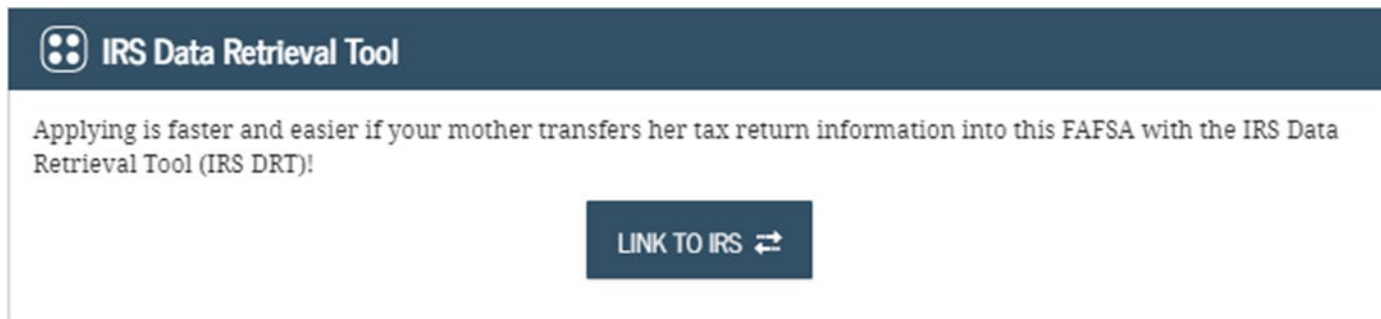 IRS Data Retrieval Tool
Applying is faster and easier if your mother transfers her tax return information into this FAFSA with the IRS Data
Retrieval Tool (IRS DRT)!
LINK TO IRS